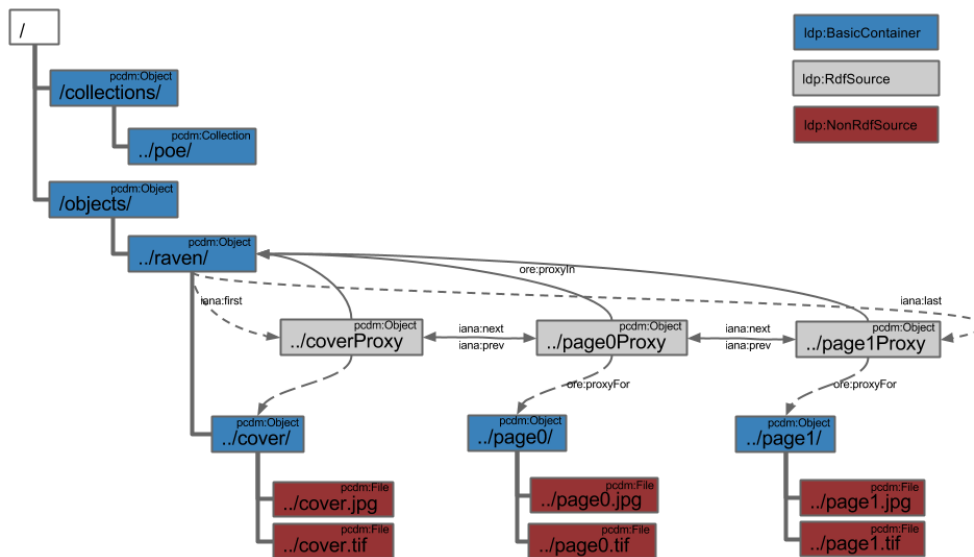 /
ldp:BasicContainer
pcdm:Object
/collections/
ldp:RdfSource
pcdm:Collection
../poe/
ldp:NonRdfSource
pcdm:Object
/objects/
pcdm:Object
../raven/
ore:proxyIn
iana:first
iana:last
pcdm:Object
../coverProxy
iana:next
iana:prev
pcdm:Object
../page0Proxy
iana:next
iana:prev
pcdm:Object
../page1Proxy
ore:proxyFor
ore:proxyFor
pcdm:Object
../cover/
pcdm:Object
../page0/
pcdm:Object
../page1/
pcdm:File
../cover.jpg
pcdm:File
../page0.jpg
pcdm:File
../page1.jpg
pcdm:File
../cover.tif
pcdm:File
../page0.tif
pcdm:File
../page1.tif